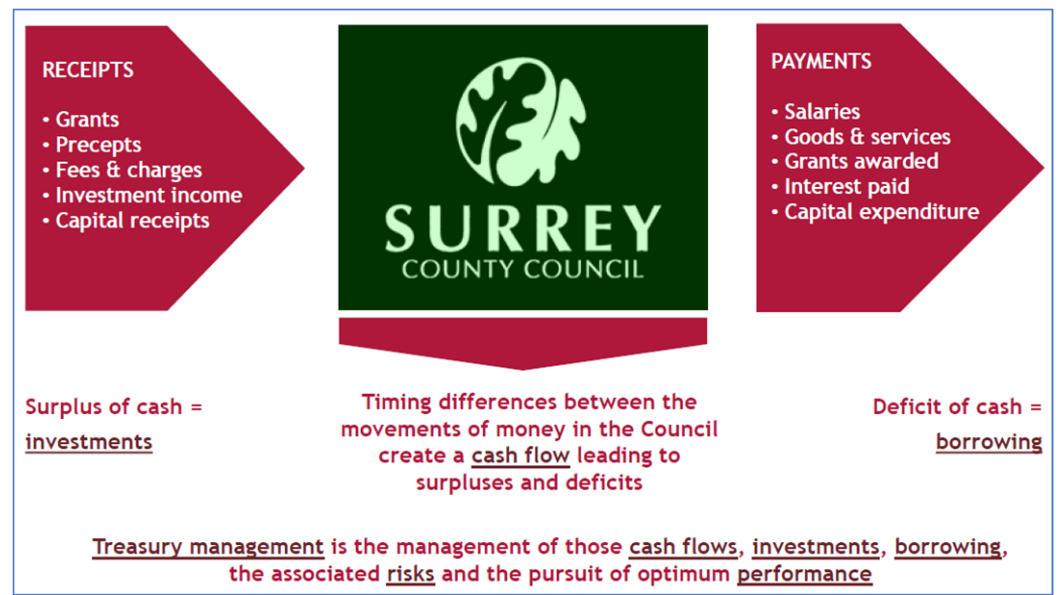 RECEIPTS
• Grants
• Precepts
• Fees & charges
• Investment income
• Capital receipts
SURREY
COUNTY COUNCIL
PAYMENTS
• Salaries
• Goods & services
• Grants awarded
• Interest paid
• Capital expenditure
Surplus of cash =
investments
Timing differences between the
movements of money in the Council
create a cash flow leading to
surpluses and deficits
Deficit of cash =
borrowing
Treasury management is the management of those cash flows, investments, borrowing,
the associated risks and the pursuit of optimum performance